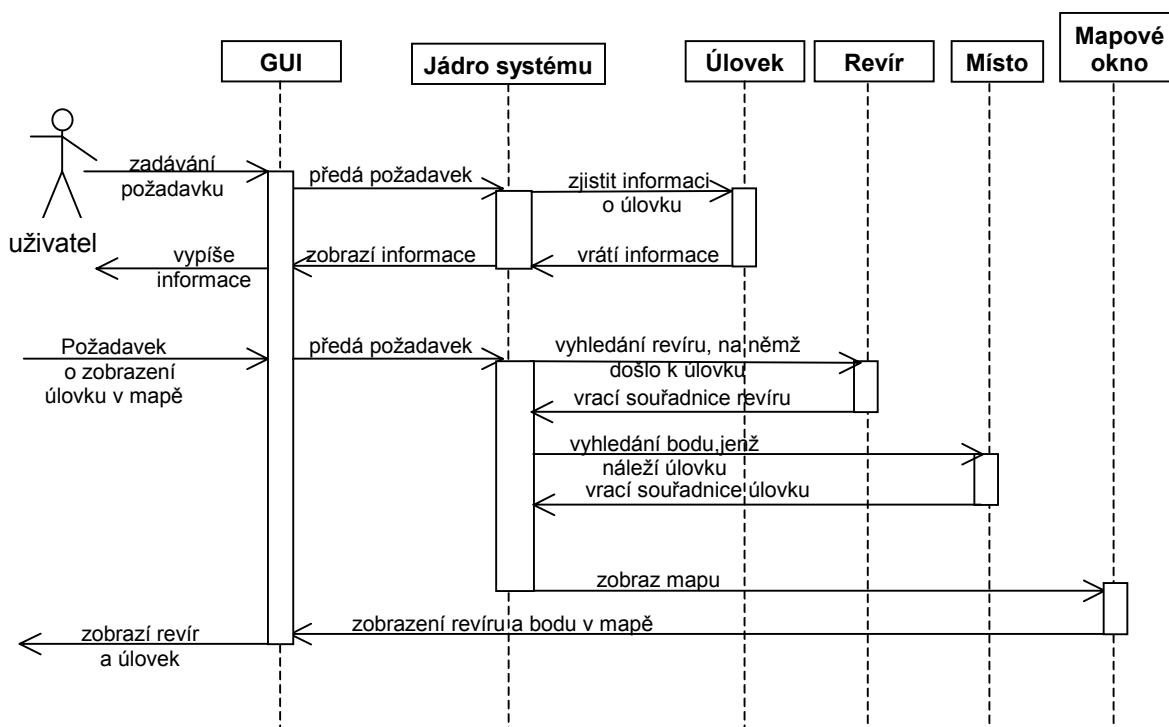 GUI
Jádro systému
Úlovek
Revír
Místo
Mapové
okno
uživatel
zadávání
požadavku
předá požadavek
zjistit informaci
o úlovku
vypíše
informace
zobrazí informace
vrátí informace
Požadavek
o zobrazení
úlovku v mapě
předá požadavek
vyhledání revíru, na němž
došlo k úlovku
vrací souřadnice revíru
vyhledání bodu,jenž
náleží úlovku
vrací souřadnice úlovku
zobraz mapu
zobrazení revíru a bodu v mapě
zobrazí revír
a úlovek